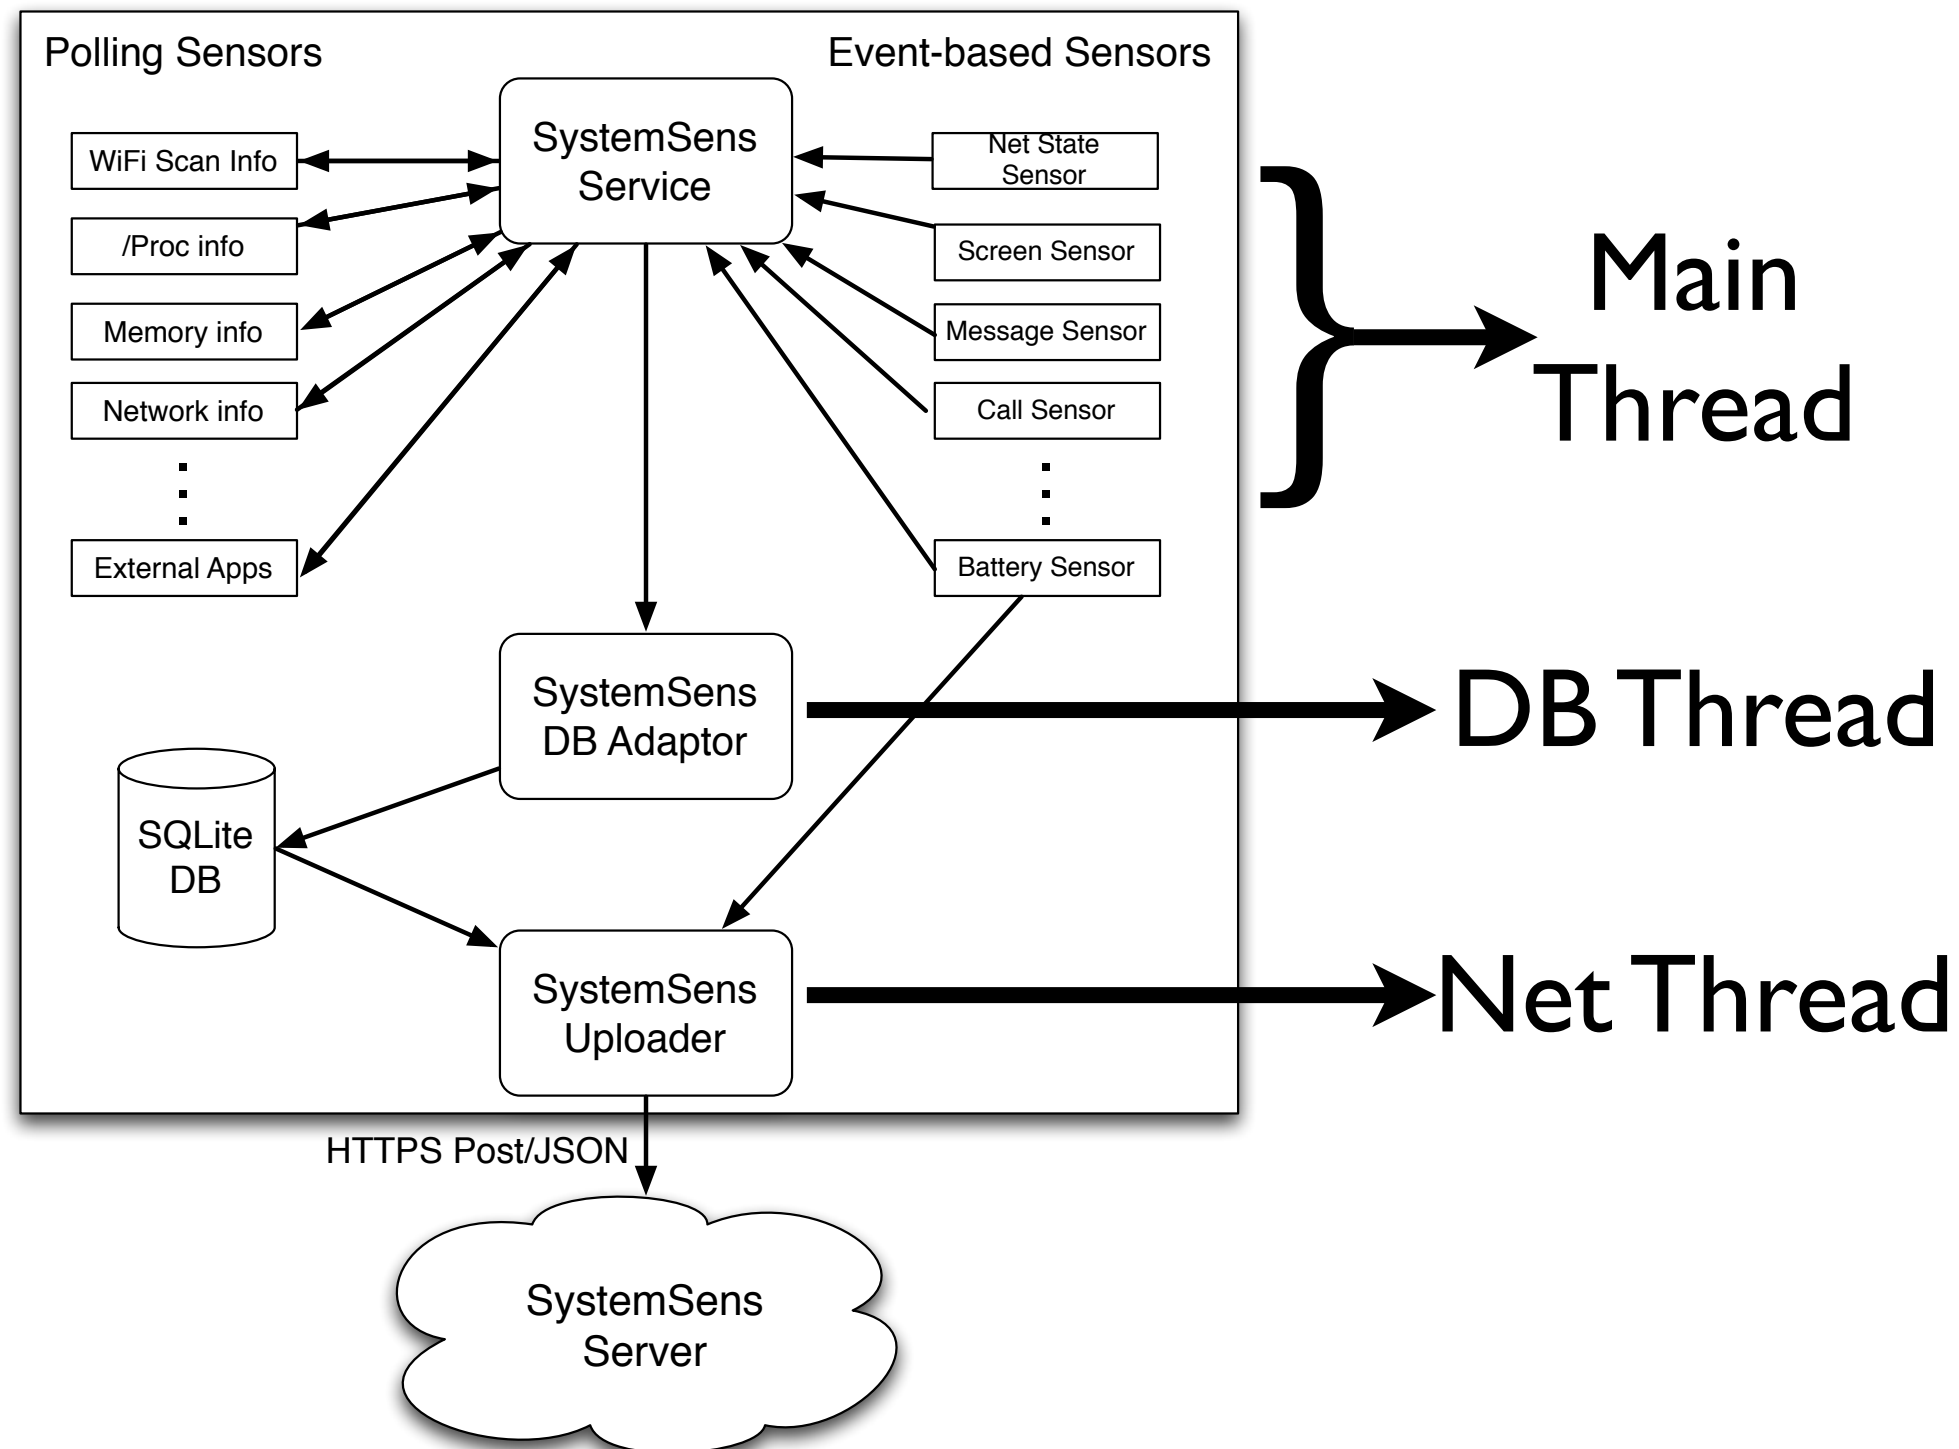 Polling Sensors
Event-based Sensors
SystemSens
Service
WiFi Scan Info
/Proc info
Memory info
Network info
External Apps
Net State
Sensor
Screen Sensor
Message Sensor
Call Sensor
Battery Sensor
Main
Thread
SystemSens
DB Adaptor
DB Thread
SQLite
DB
SystemSens
Uploader
Net Thread
HTTPS Post/JSON
SystemSens
Server